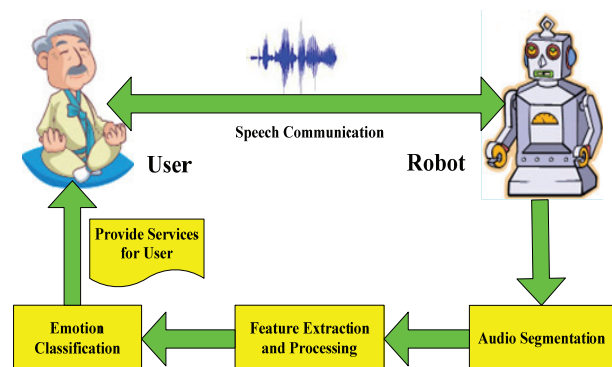 Speech Communication
User
Robot
Provide Services
for User
Emotion
Classification
Feature Extraction
and Processing
Audio Segmentation